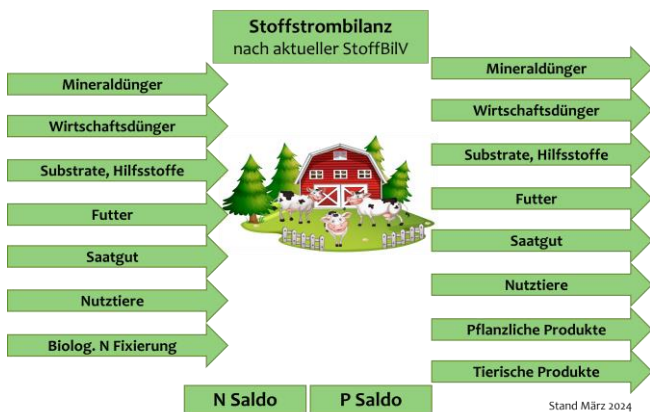 Stoffstrombilanz
nach aktueller StoffBilV
Mineraldünger
Wirtschaftsdünger
Substrate, Hilfsstoffe
Futter
Saatgut
Nutztiere
Biolog. N Fixierung
Mineraldünger
Wirtschaftsdünger
Substrate, Hilfsstoffe
Futter
Saatgut
Nutztiere
Pflanzliche Produkte
Tierische Produkte
N Saldo
P Saldo
Stand März 2024